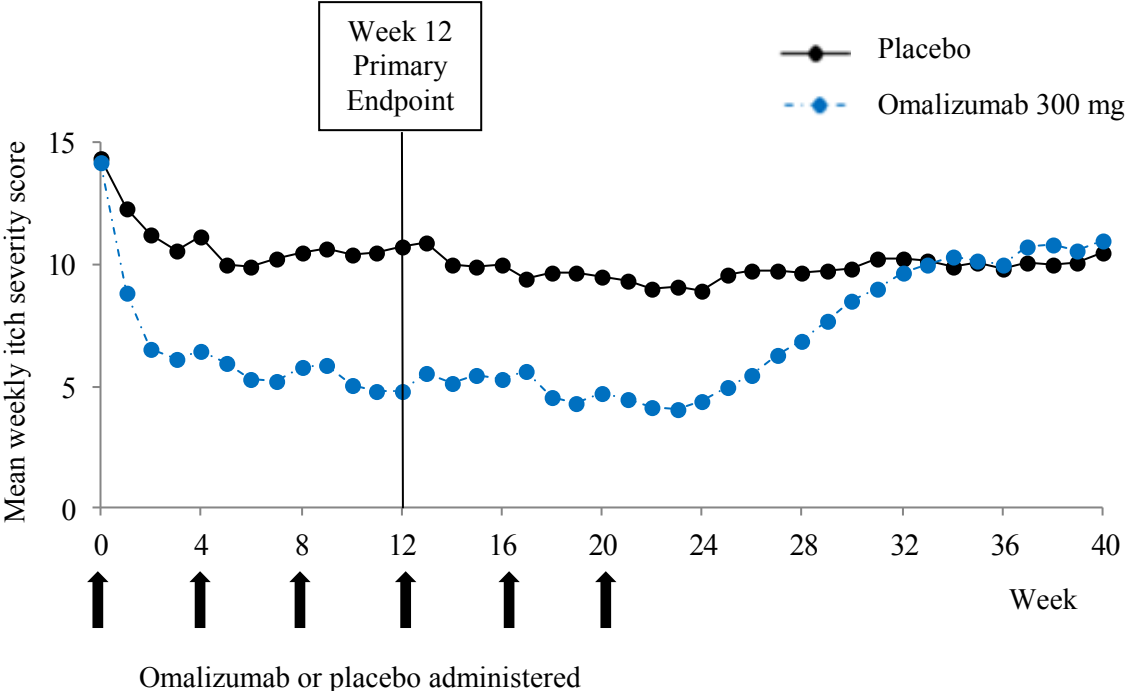 Week 12
Primary
Endpoint
Placebo
Omalizumab 300 mg
Mean weekly itch severity score
15
10
5
0
0 4 8 12 16 20 24 28 32 36 40
Week
Omalizumab or placebo administered